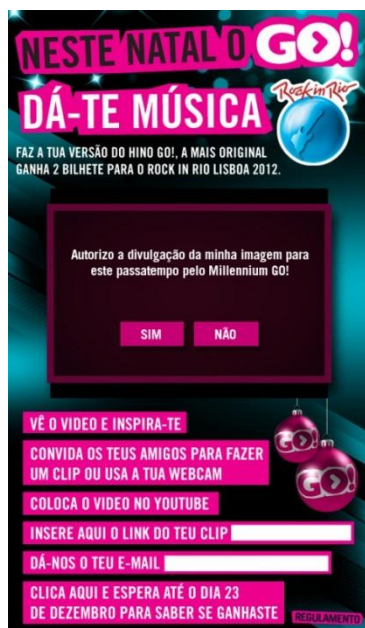 NESTE NATAL O GO!
DÁ-TE MÚSICA
Rock in Rio
FAZ A TUA VERSÃO DO HINO GO!, A MAIS ORIGINAL
GANHA 2 BILHETE PARA O ROCK IN RIO LISBOA 2012.
Autorizo a divulgação da minha imagem para
este passatempo pelo Millennium GO!
SIM NÃO
VÊ O VIDEO E INSPIRA-TE
CONVIDA OS TEUS AMIGOS PARA FAZER
UM CLIP OU USA A TUA WEBCAM
GO!
GO!
COLOCA O VIDEO NO YOUTUBE
INSERE AQUI O LINK DO TEU CLIP
DÁ-NOS O TEU E-MAIL
CLICA AQUI E ESPERA ATÉ O DIA 23
DE DEZEMBRO PARA SABER SE GANHASTE
REGULAMENTO